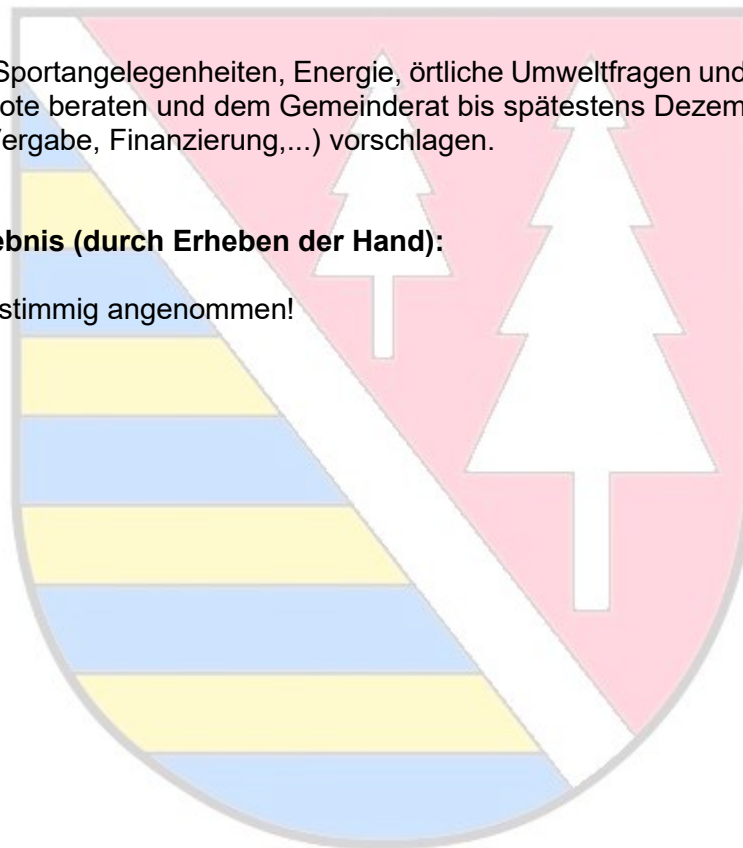 Sportangelegenheiten, Energie, örtliche Umweltfragen und
ote beraten und dem Gemeinderat bis spätestens Dezem
ergabe, Finanzierung,...) vorschlagen.
ebnis (durch Erheben der Hand):
stimmig angenommen!